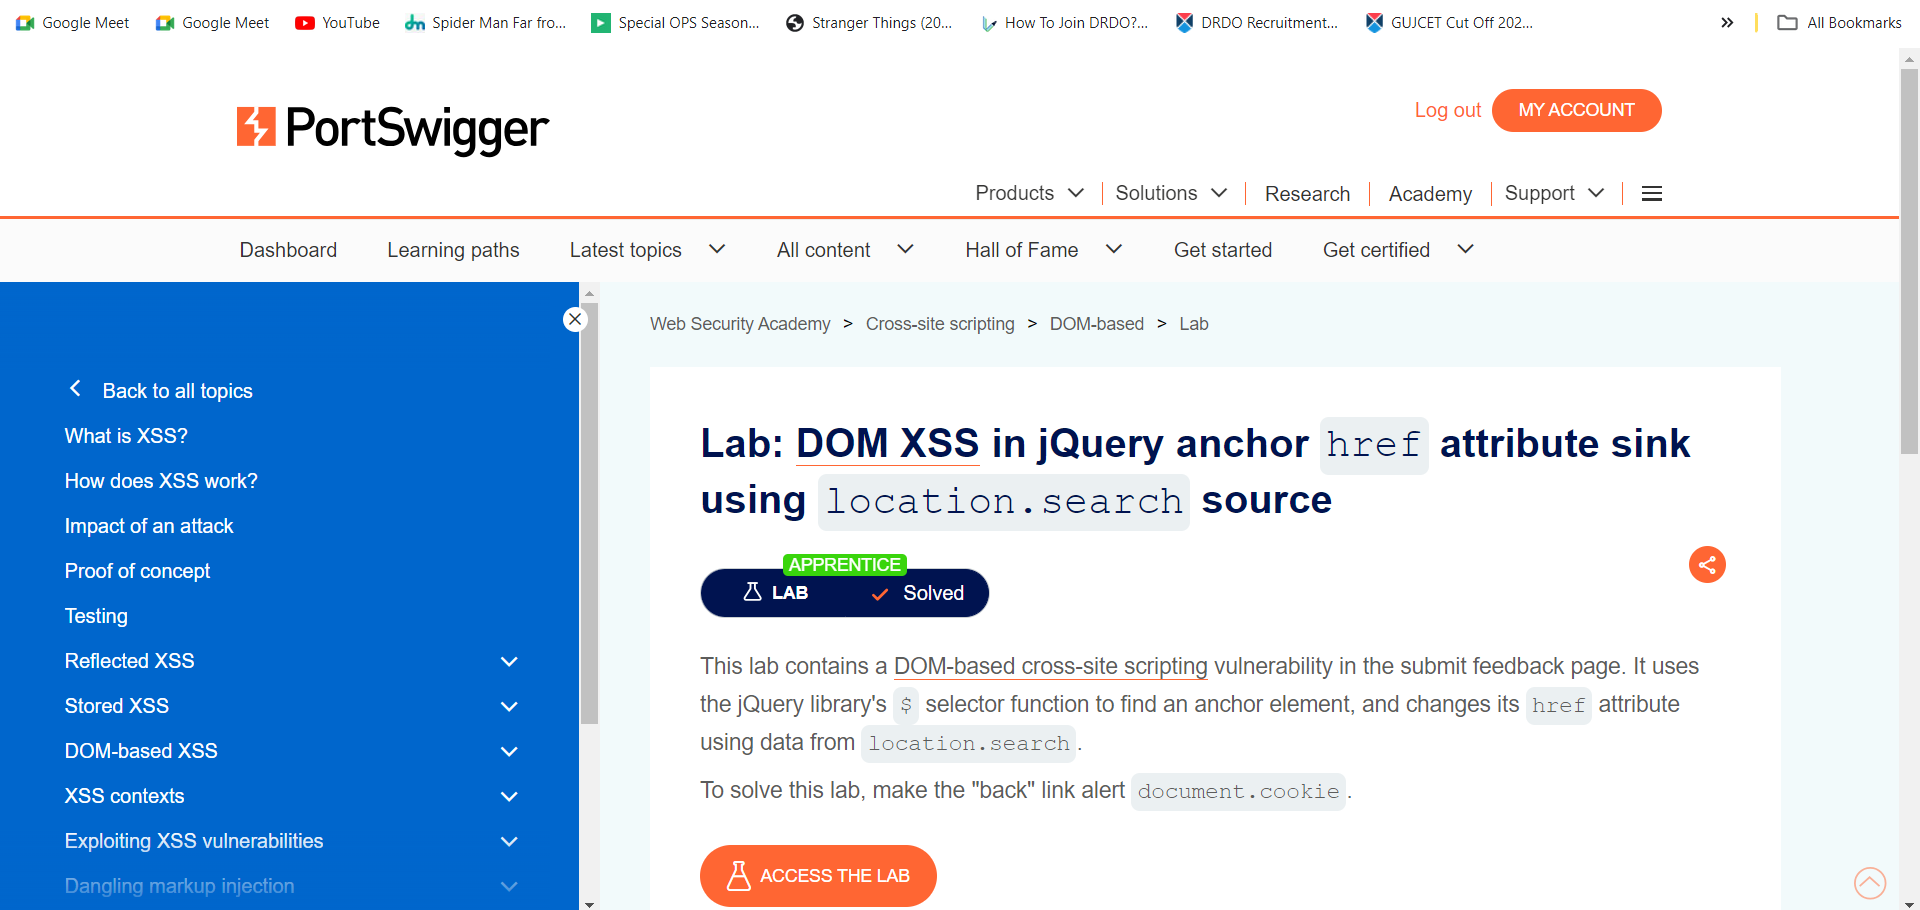 Google Meet Google Meet YouTube Spider Man Far fro... Special OPS Season... Stranger Things (20... How To Join DRDO?... DRDO Recruitment... GUJCET Cut Off 202... » All Bookmarks
PortSwigger
Log out MY ACCOUNT
Products Solutions Research Academy Support
Dashboard Learning paths Latest topics All content Hall of Fame Get started Get certified
Back to all topics
What is XSS?
How does XSS work?
Impact of an attack
Proof of concept
Testing
Reflected XSS
Stored XSS
DOM-based XSS
XSS contexts
Exploiting XSS vulnerabilities
Dangling markup injection
Web Security Academy > Cross-site scripting > DOM-based > Lab
Lab: DOM XSS in jQuery anchor href attribute sink
using location.search source
APPRENTICE
LAB Solved
This lab contains a DOM-based cross-site scripting vulnerability in the submit feedback page. It uses
the jQuery library's $ selector function to find an anchor element, and changes its href attribute
using data from location.search.
To solve this lab, make the "back" link alert document.cookie.
ACCESS THE LAB